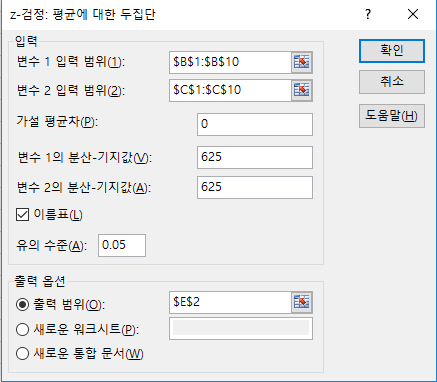 z-검정: 평균에 대한 두집단
?
입력
변수 1 입력 범위(1): $B$1:$B$10
변수 2 입력 범위(2): $C$1:$C$10
가설 평균차(P): 0
변수 1의 분산-기지값(V): 625
변수 2의 분산-기지값(A): 625
이름표(L)
유의 수준(A): 0.05
확인
취소
도움말(H)
출력 옵션
출력 범위(O): $E$2
새로운 워크시트(P):
새로운 통합 문서(W)